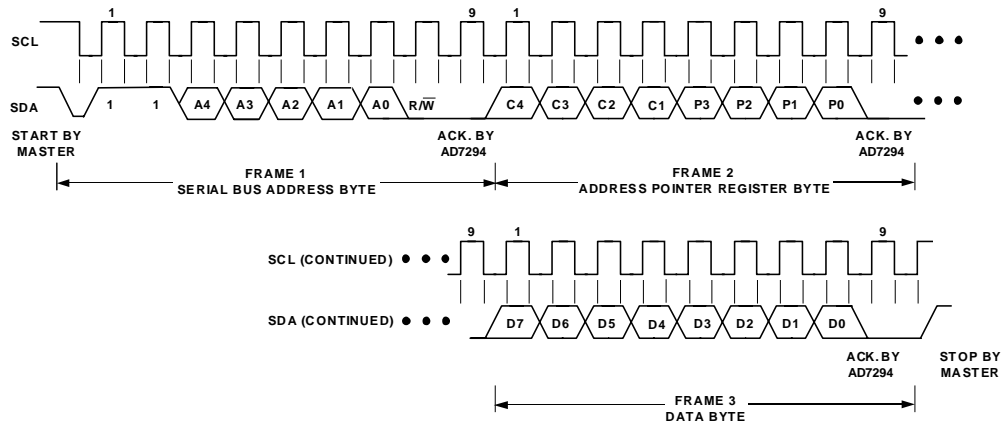 1 9 1 9
SCL
SDA 1 1 A4 A3 A2 A1 A0 R/W̅ C4 C3 C2 C1 P3 P2 P1 P0
START BY
MASTER
ACK. BY
AD7294
ACK. BY
AD7294
FRAME 1
SERIAL BUS ADDRESS BYTE
FRAME 2
ADDRESS POINTER REGISTER BYTE
9 1 9
SCL (CONTINUED)
SDA (CONTINUED) D7 D6 D5 D4 D3 D2 D1 D0
ACK. BY
AD7294
STOP BY
MASTER
FRAME 3
DATA BYTE